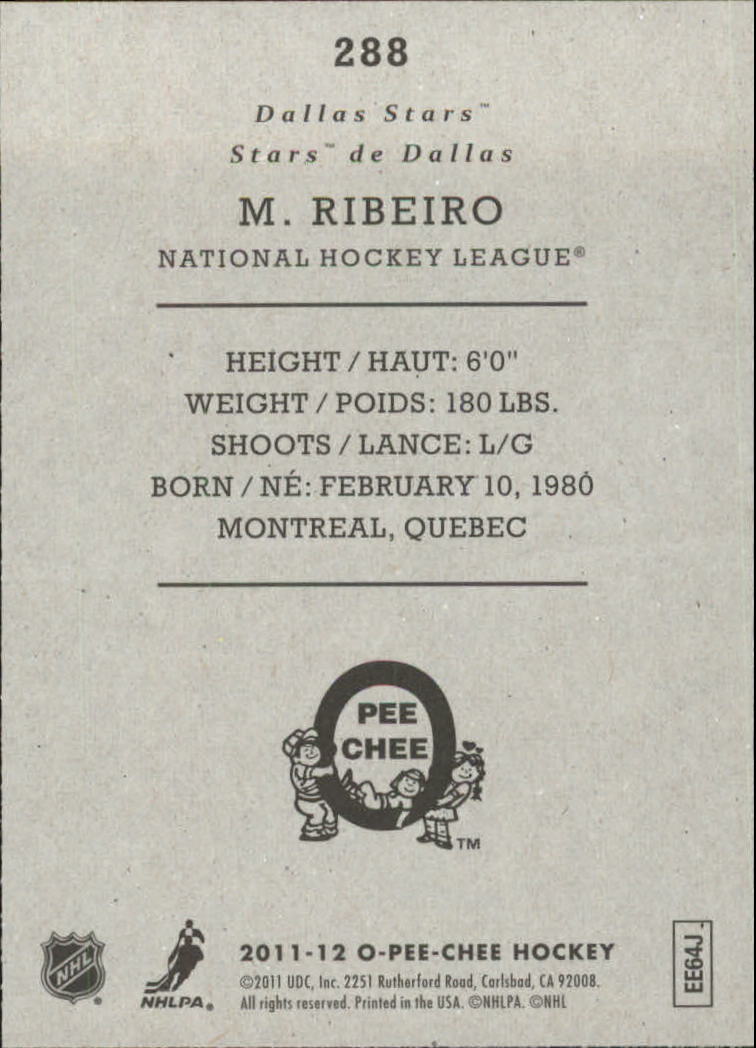 288
Dallas Stars™
Stars™ de Dallas
M. RIBEIRO
NATIONAL HOCKEY LEAGUE®
HEIGHT / HAUT: 6'0"
WEIGHT / POIDS: 180 LBS.
SHOOTS / LANCE: L/G
BORN / NÉ: FEBRUARY 10, 1980
MONTREAL, QUEBEC
O
PEE
CHEE
TM
NHL ®
NHLPA®
2011-12 O-PEE-CHEE HOCKEY
©2011 UDC, Inc. 2251 Rutherford Road, Carlsbad, CA 92008.
All rights reserved. Printed in the USA. ©NHLPA. ©NHL
EE64J